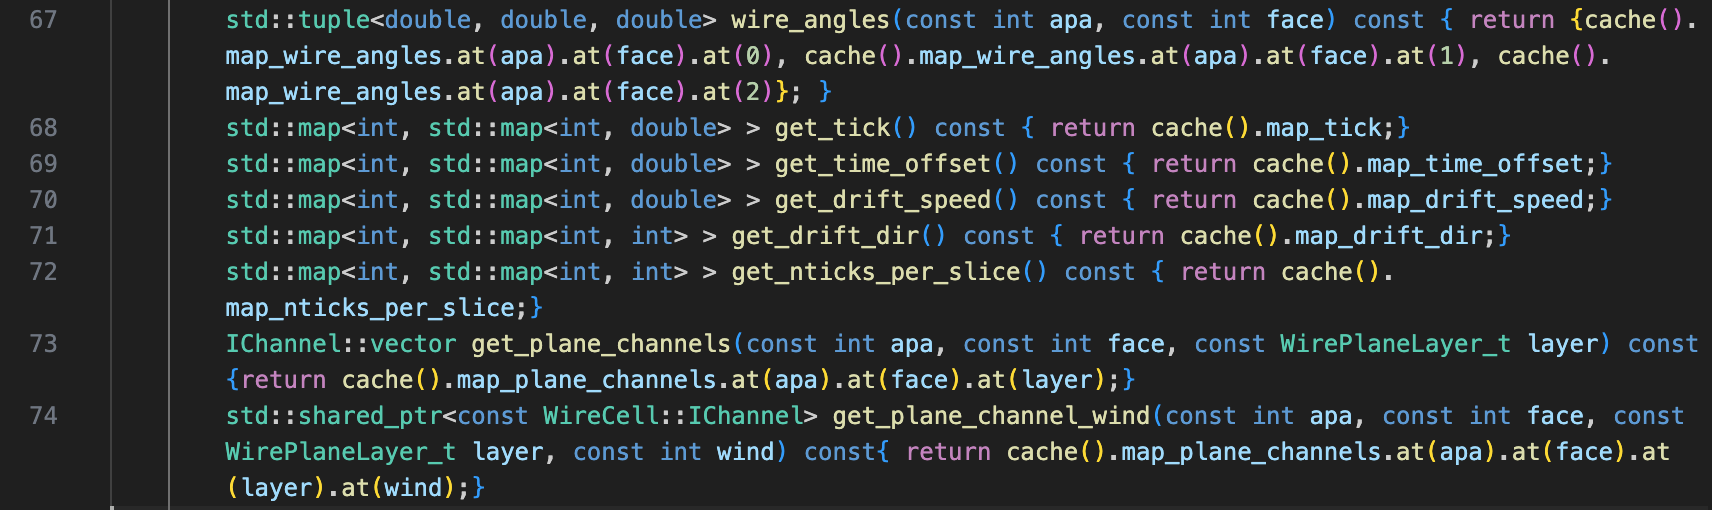 67 std::tuple<double, double, double> wire_angles(const int apa, const int face) const { return {cache().
map_wire_angles.at(apa).at(face).at(0), cache().map_wire_angles.at(apa).at(face).at(1), cache().
map_wire_angles.at(apa).at(face).at(2)}; }
68 std::map<int, std::map<int, double> > get_tick() const { return cache().map_tick;}
69 std::map<int, std::map<int, double> > get_time_offset() const { return cache().map_time_offset;}
70 std::map<int, std::map<int, double> > get_drift_speed() const { return cache().map_drift_speed;}
71 std::map<int, std::map<int, int> > get_drift_dir() const { return cache().map_drift_dir;}
72 std::map<int, std::map<int, int> > get_nticks_per_slice() const { return cache().
map_nticks_per_slice;}
73 IChannel::vector get_plane_channels(const int apa, const int face, const WirePlaneLayer_t layer) const
{return cache().map_plane_channels.at(apa).at(face).at(layer);}
74 std::shared_ptr<const WireCell::IChannel> get_plane_channel_wind(const int apa, const int face, const
WirePlaneLayer_t layer, const int wind) const{ return cache().map_plane_channels.at(apa).at(face).at
(layer).at(wind);}